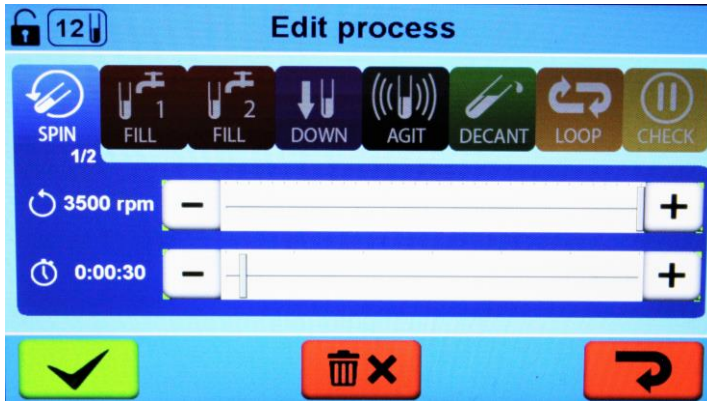 12
Edit process
SPIN
1/2
1
FILL
2
FILL
DOWN
AGIT
DECANT
LOOP
CHECK
3500 rpm
0:00:30